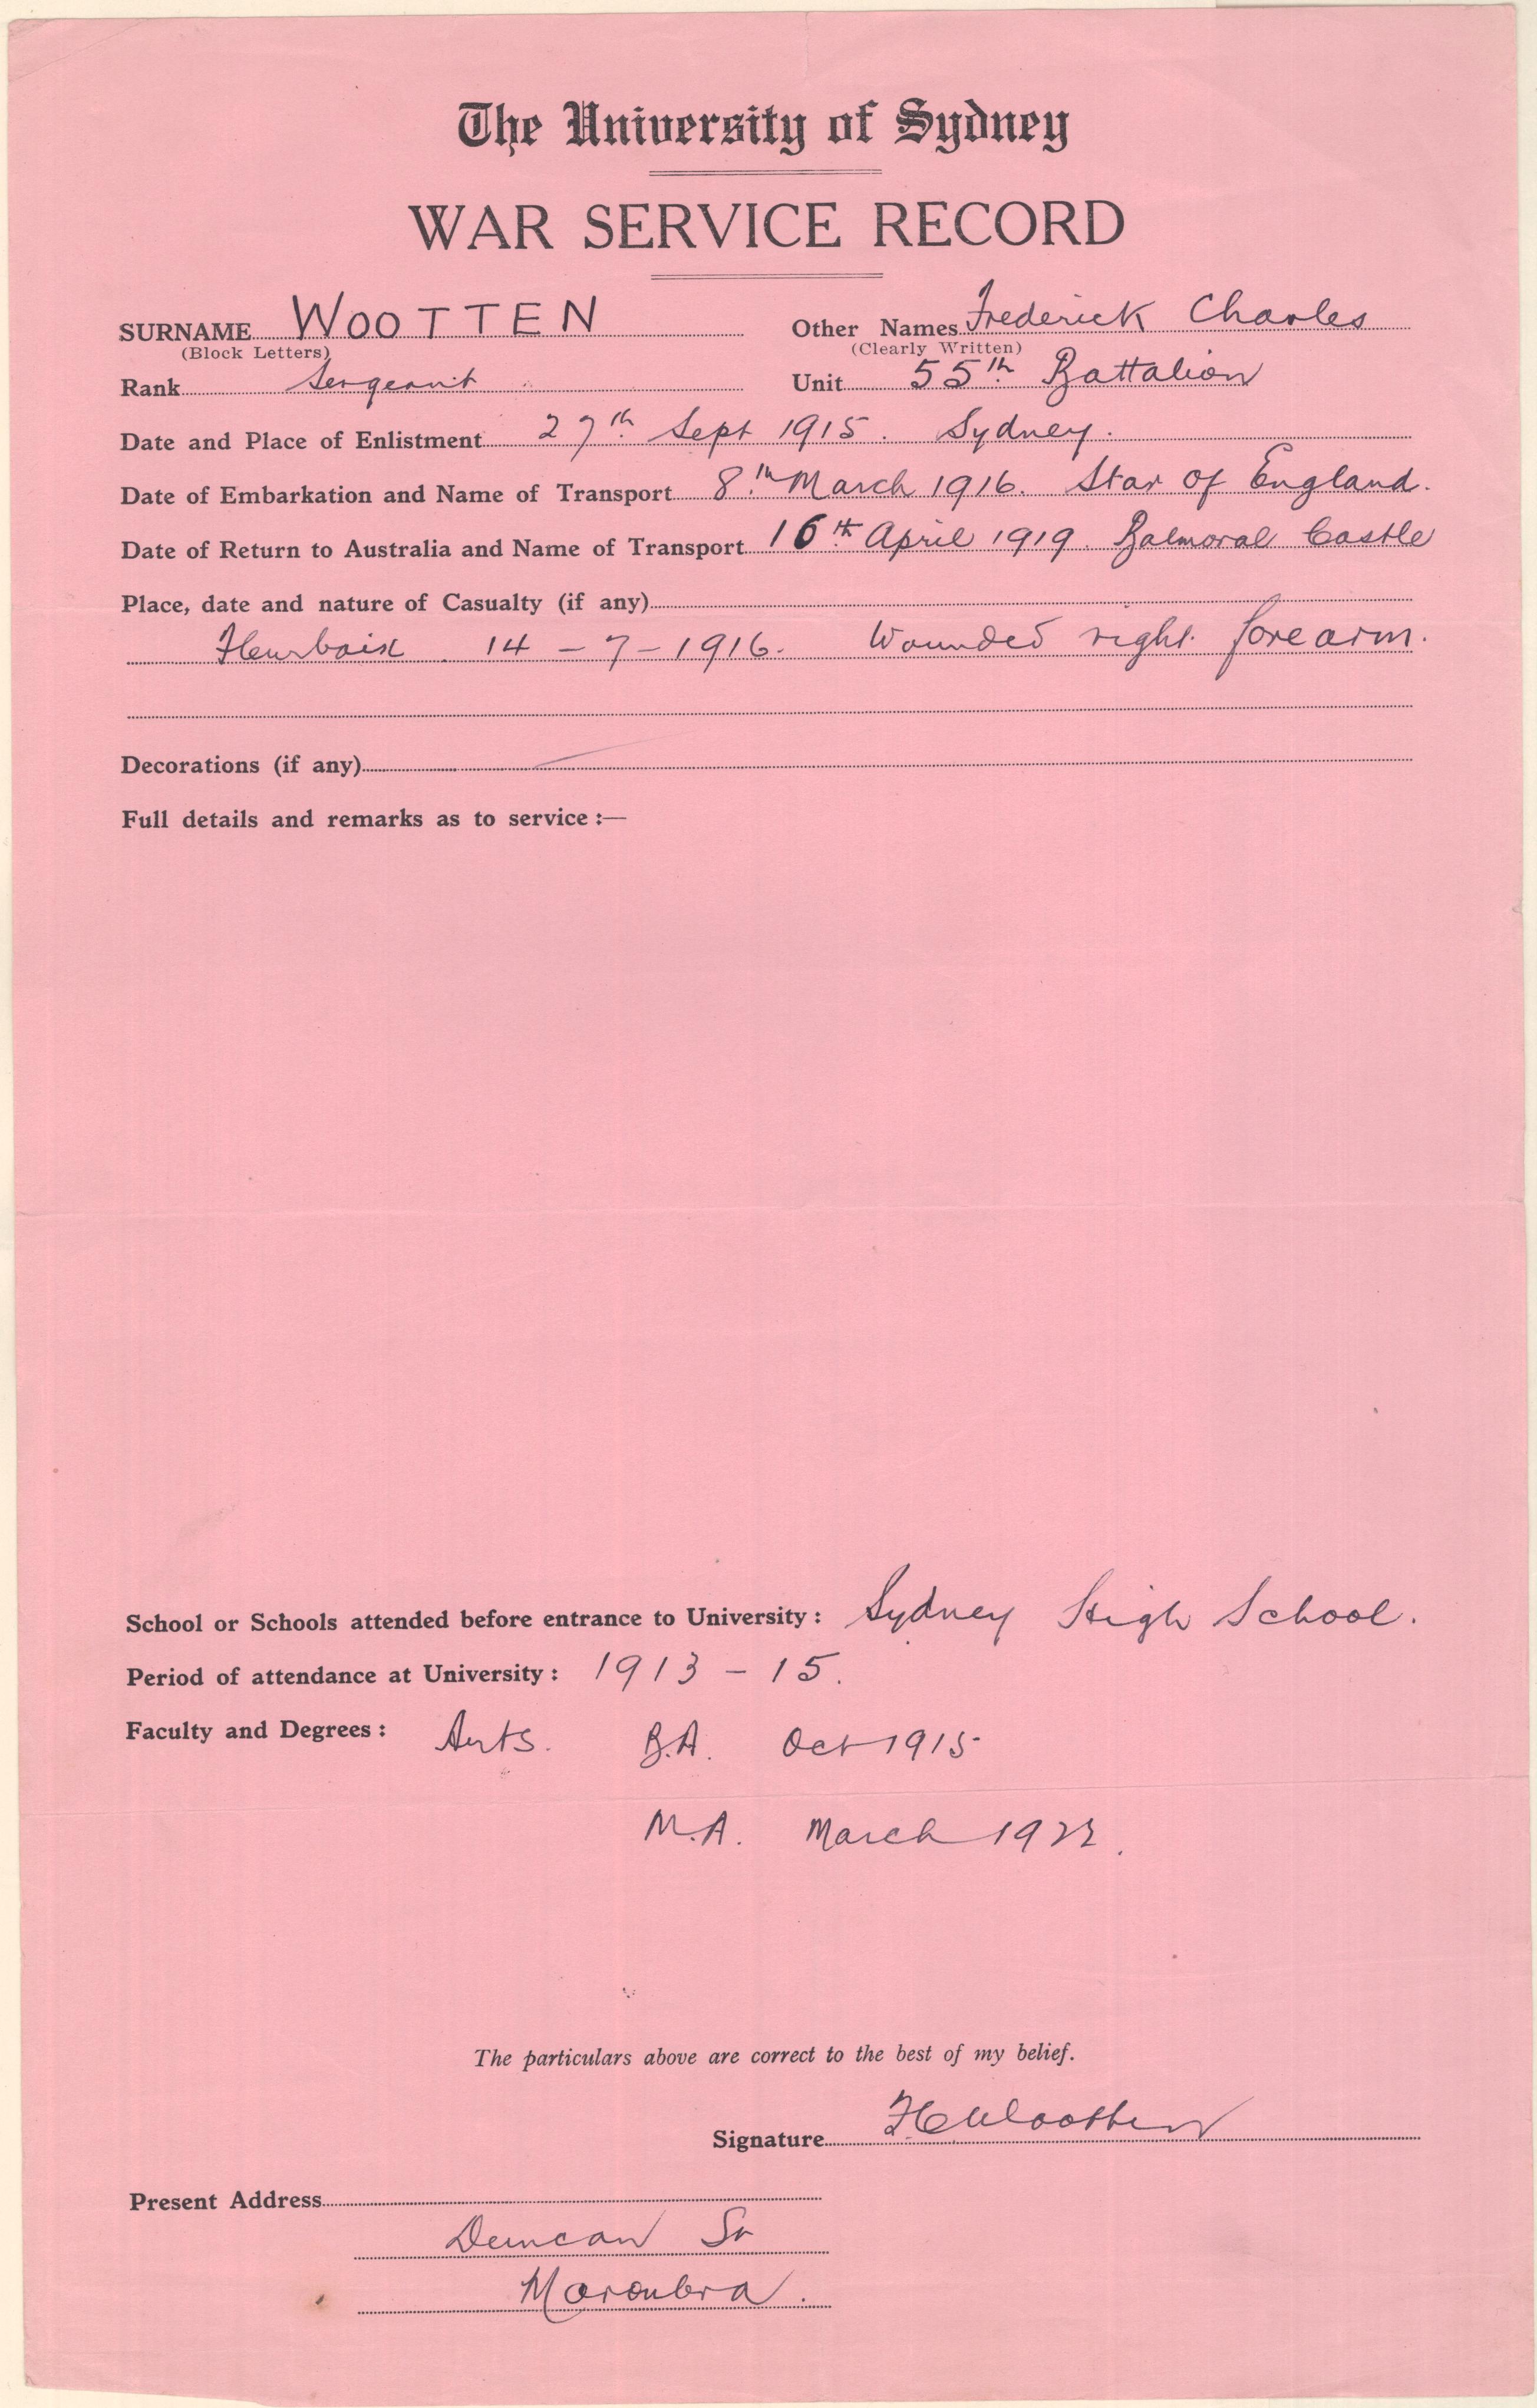 The University of Sydney
WAR SERVICE RECORD
SURNAME WOOTTEN Other Names Frederick Charles
(Block Letters) (Clearly Written)
Rank Sergeant Unit 55th Battalion
Date and Place of Enlistment 27th Sept 1915. Sydney.
Date of Embarkation and Name of Transport 8th March 1916. Star of England.
Date of Return to Australia and Name of Transport 16th April 1919. Balmoral Castle
Place, date and nature of Casualty (if any)
Fleurbaix 14-7-1916. Wounded right forearm.
Decorations (if any)
Full details and remarks as to service:—
School or Schools attended before entrance to University: Sydney High School.
Period of attendance at University: 1913-15.
Faculty and Degrees: Arts. B.A. Oct 1915
M.A. March 1922.
The particulars above are correct to the best of my belief.
Signature FCWootten
Present Address
Duncan St
Maroubra.